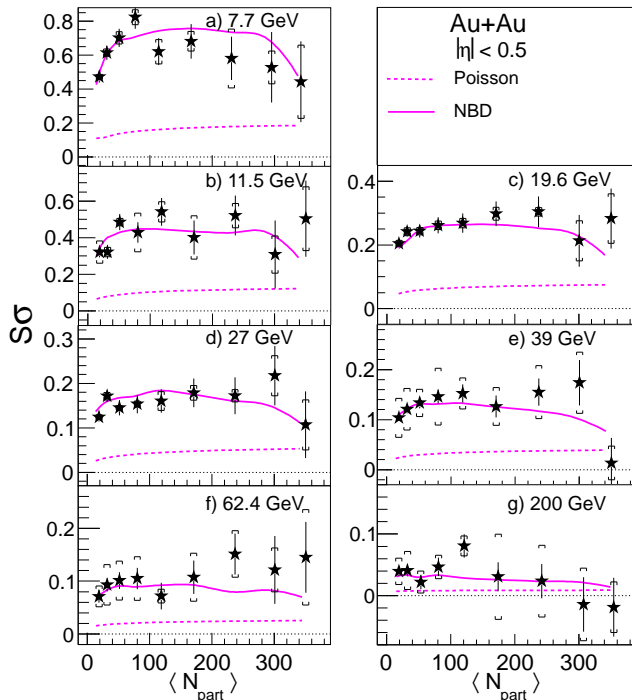 a) 7.7 GeV
0.8
0.6
0.4
0.2
0
Au+Au
|η| < 0.5
Poisson
NBD
b) 11.5 GeV
0.6
0.4
0.2
0
c) 19.6 GeV
0.4
0.2
0
Sσ
d) 27 GeV
0.3
0.2
0.1
0
e) 39 GeV
0.2
0.1
0
f) 62.4 GeV
0.2
0.1
0
g) 200 GeV
0.1
0
0 100 200 300
0 100 200 300
⟨ N_part ⟩
⟨ N_part ⟩